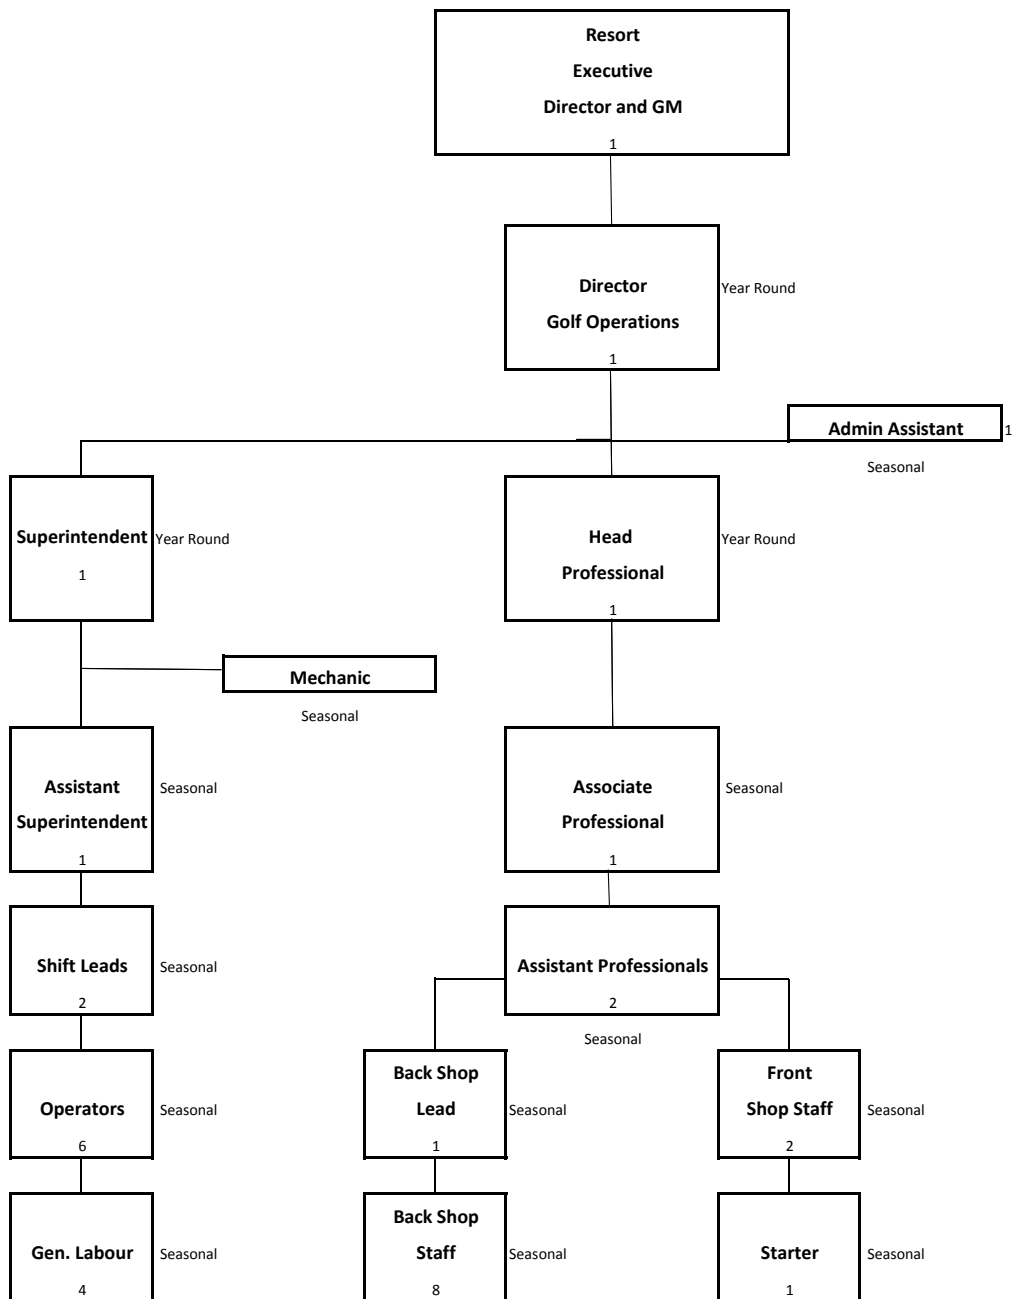 Resort
Executive
Director and GM
1
Director
Golf Operations
1
Year Round
Admin Assistant
1
Seasonal
Superintendent
1
Year Round
Head
Professional
1
Year Round
Mechanic
Seasonal
Assistant
Superintendent
1
Seasonal
Associate
Professional
1
Seasonal
Shift Leads
2
Seasonal
Assistant Professionals
2
Seasonal
Operators
6
Seasonal
Back Shop
Lead
1
Seasonal
Front
Shop Staff
2
Seasonal
Gen. Labour
4
Seasonal
Back Shop
Staff
8
Seasonal
Starter
1
Seasonal